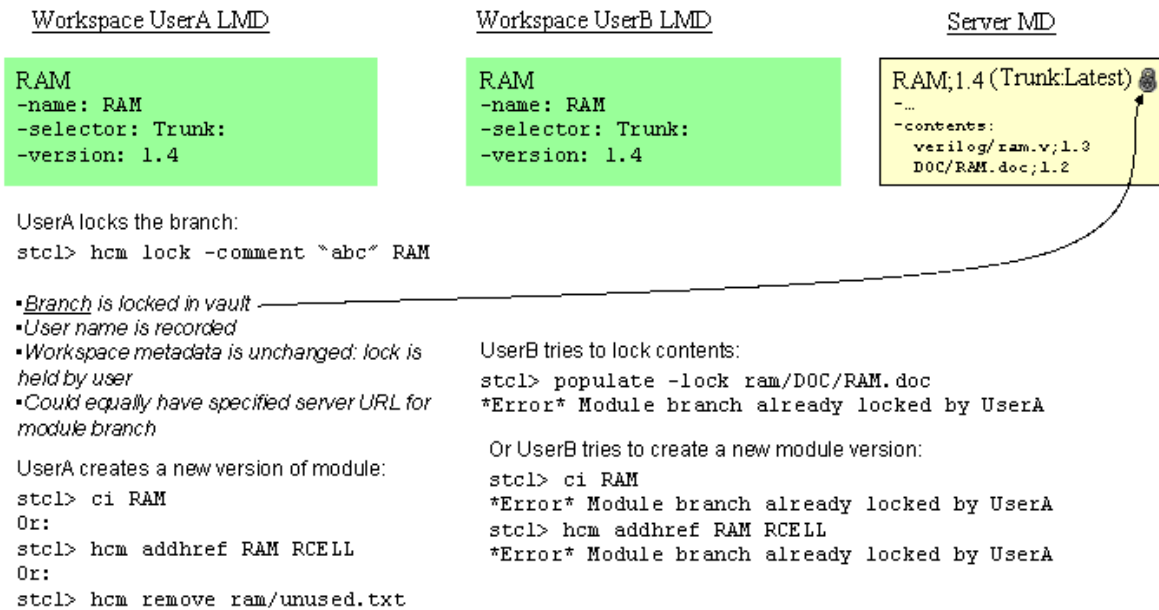 Workspace UserA LMD
Workspace UserB LMD
Server MD
RAM
-name: RAM
-selector: Trunk:
-version: 1.4
RAM
-name: RAM
-selector: Trunk:
-version: 1.4
RAM;1.4 (Trunk:Latest)
-…
-contents:
verilog/ram.v;1.3
DOC/RAM.doc;1.2
UserA locks the branch:
stcl> hcm lock -comment "abc" RAM
▪Branch is locked in vault
▪User name is recorded
▪Workspace metadata is unchanged: lock is
held by user
▪Could equally have specified server URL for
module branch
UserA creates a new version of module:
stcl> ci RAM
Or:
stcl> hcm addhref RAM RCELL
Or:
stcl> hcm remove ram/unused.txt
UserB tries to lock contents:
stcl> populate -lock ram/DOC/RAM.doc
*Error* Module branch already locked by UserA
Or UserB tries to create a new module version:
stcl> ci RAM
*Error* Module branch already locked by UserA
stcl> hcm addhref RAM RCELL
*Error* Module branch already locked by UserA